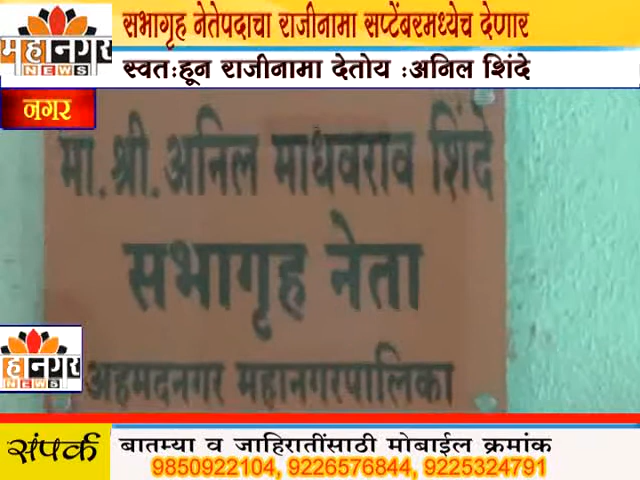 महानगर
NEWS
सभागृह नेतेपदाचा राजीनामा सप्टेंबरमध्येच देणार
स्वतःहून राजीनामा देतोय :अनिल शिंदे
नगर
मा. श्री. अनिल माधवराव शिंदे
सभागृह नेता
अहमदनगर महानगरपालिका
हानगर
NEWS
संपर्क
बातम्या व जाहिरातींसाठी मोबाईल क्रमांक
9850922104, 9226576844, 9225324791